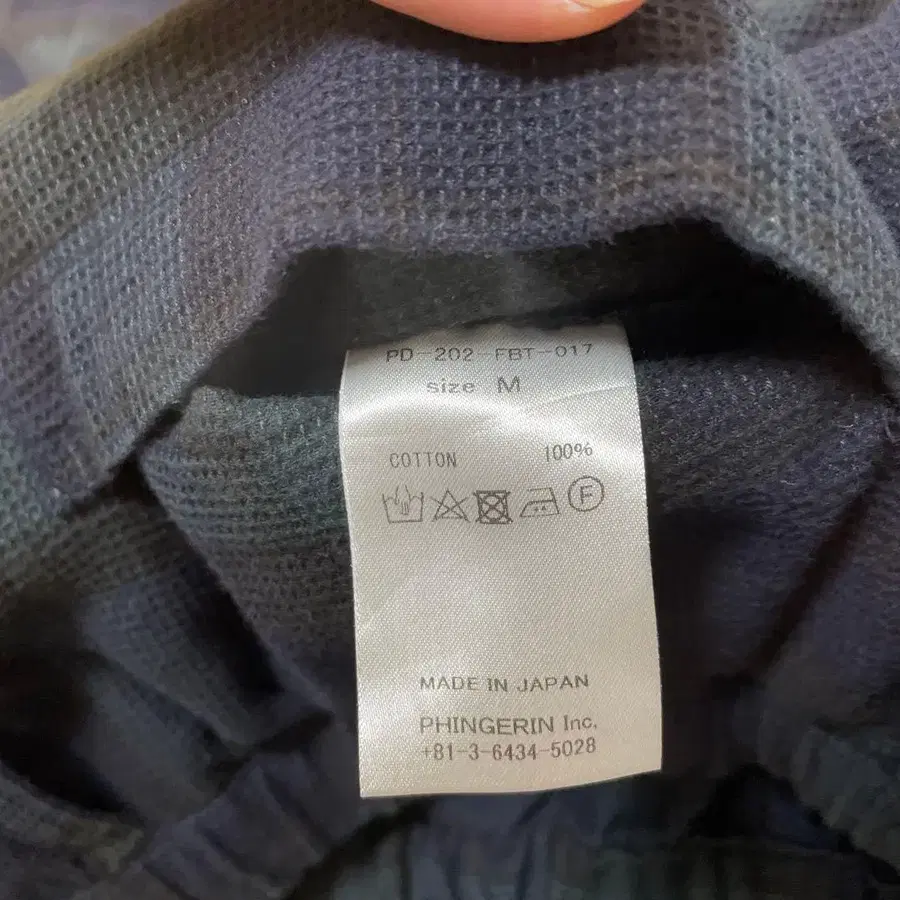 PD-202-FBT-017
size M
COTTON 100%
F
MADE IN JAPAN
PHINGERIN Inc.
+81-3-6434-5028